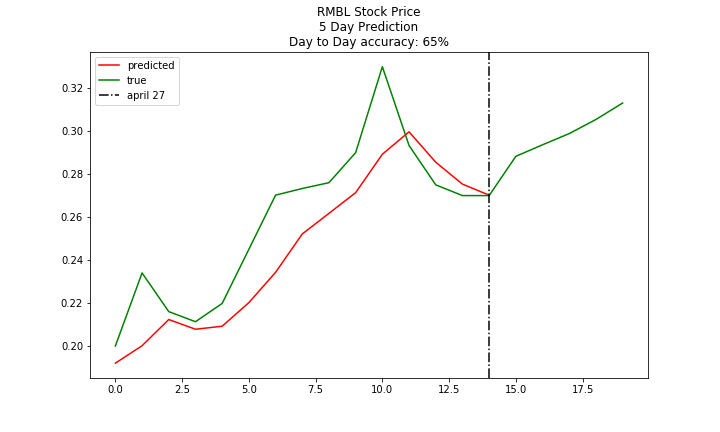 RMBL Stock Price
5 Day Prediction
Day to Day accuracy: 65%
predicted
true
april 27
0.32
0.30
0.28
0.26
0.24
0.22
0.20
0.0 2.5 5.0 7.5 10.0 12.5 15.0 17.5